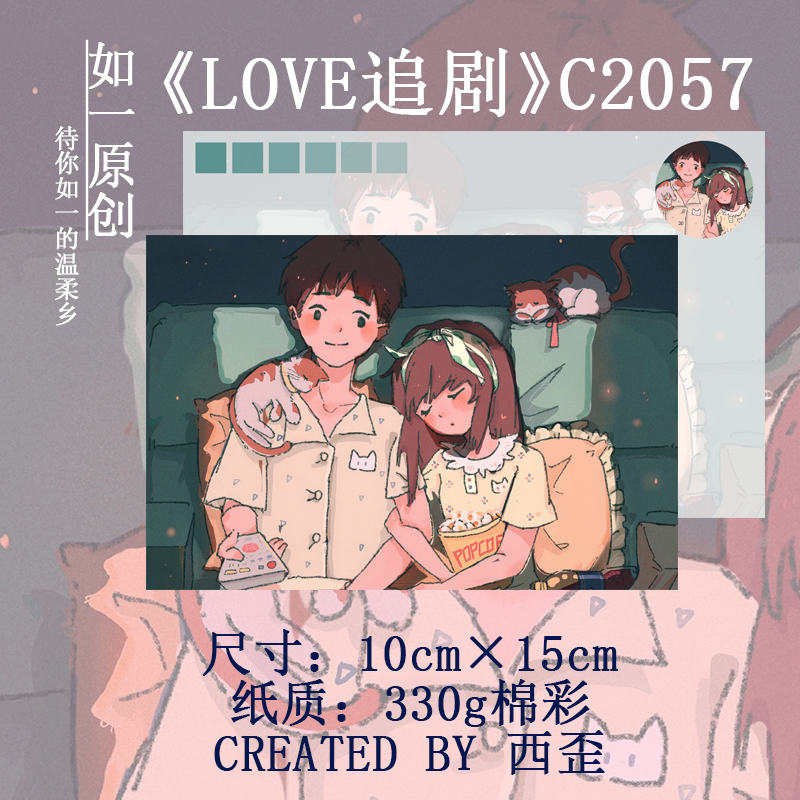 如一原创
待你如一的温柔乡
《LOVE追剧》C2057
POPCOR
尺寸：10cm×15cm
纸质：330g棉彩
CREATED BY 西歪